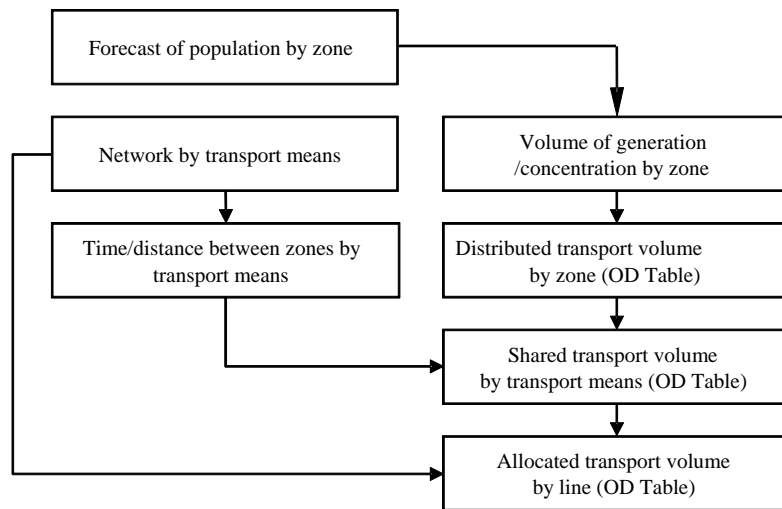 Forecast of population by zone
Network by transport means
Volume of generation
/concentration by zone
Time/distance between zones by
transport means
Distributed transport volume
by zone (OD Table)
Shared transport volume
by transport means (OD Table)
Allocated transport volume
by line (OD Table)